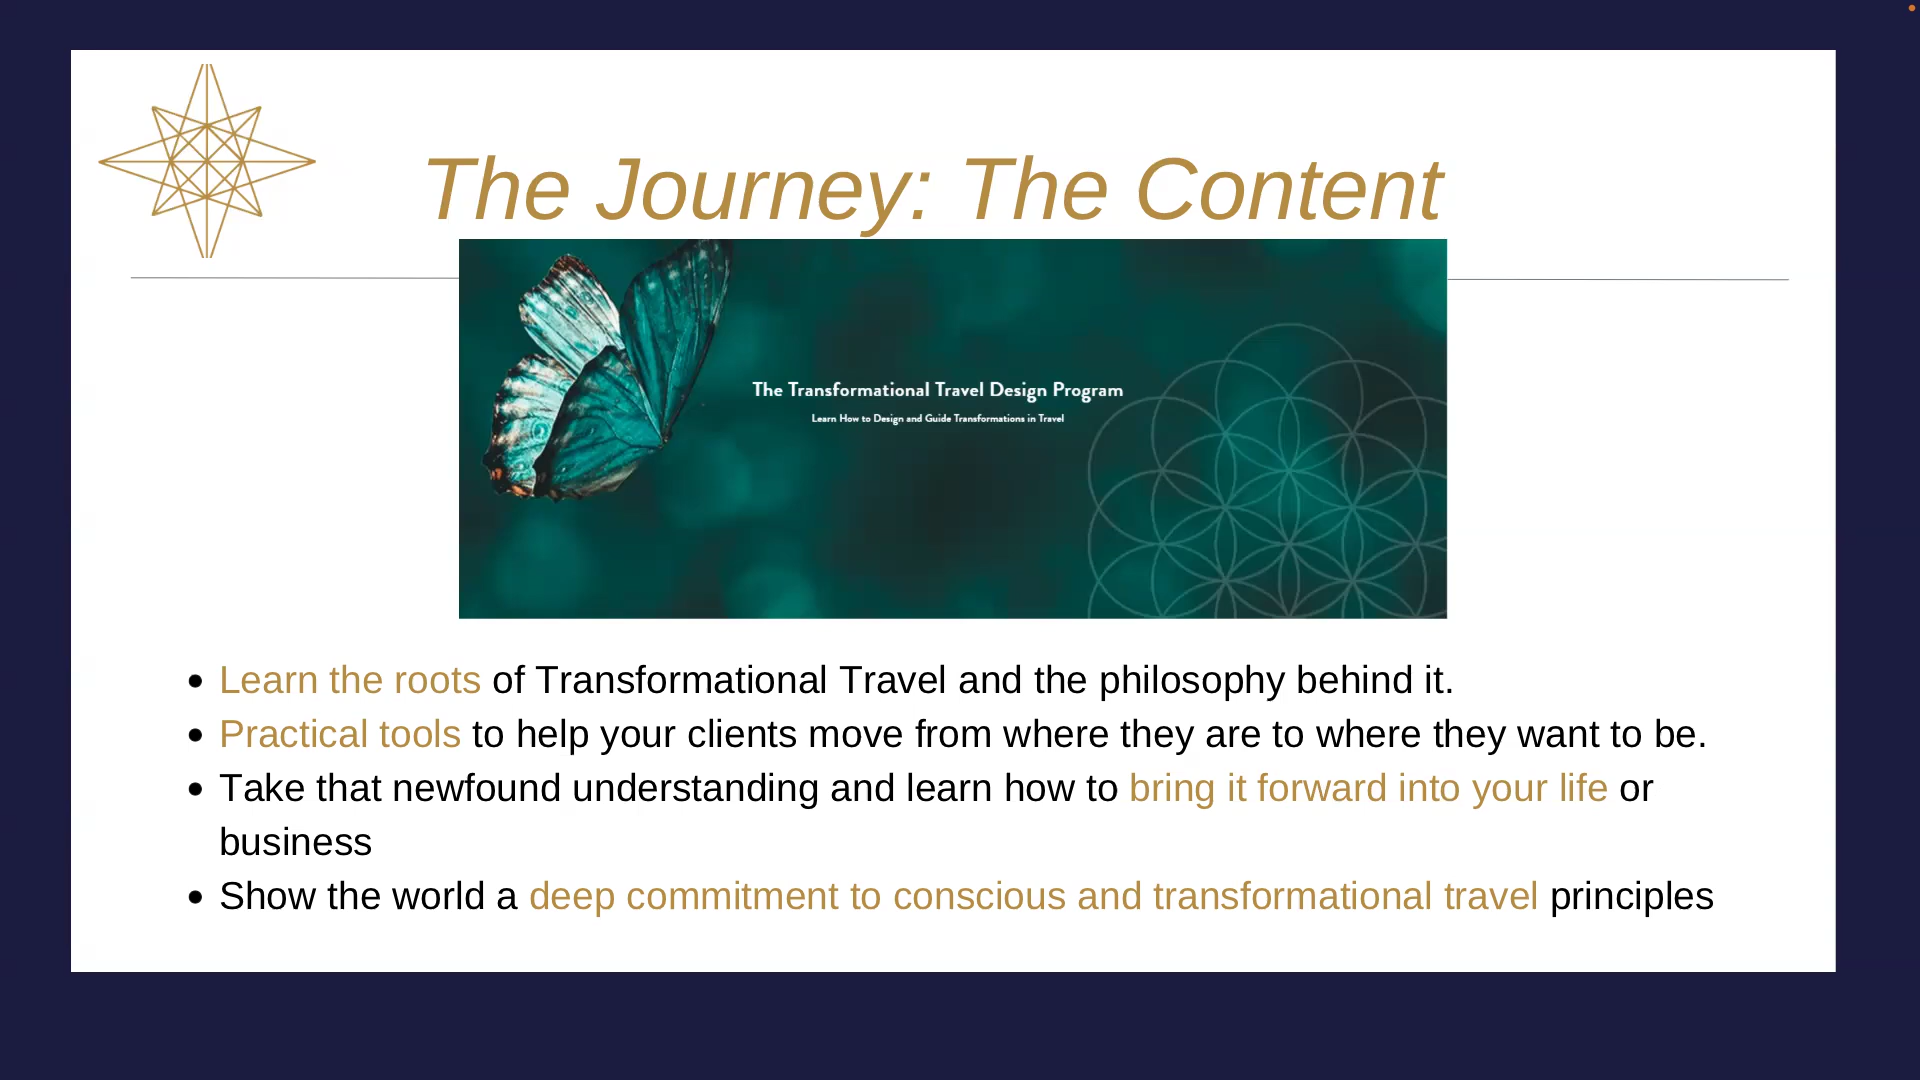 The Journey: The Content
The Transformational Travel Design Program
Learn How to Design and Guide Transformations in Travel
• Learn the roots of Transformational Travel and the philosophy behind it.
• Practical tools to help your clients move from where they are to where they want to be.
• Take that newfound understanding and learn how to bring it forward into your life or
business
• Show the world a deep commitment to conscious and transformational travel principles